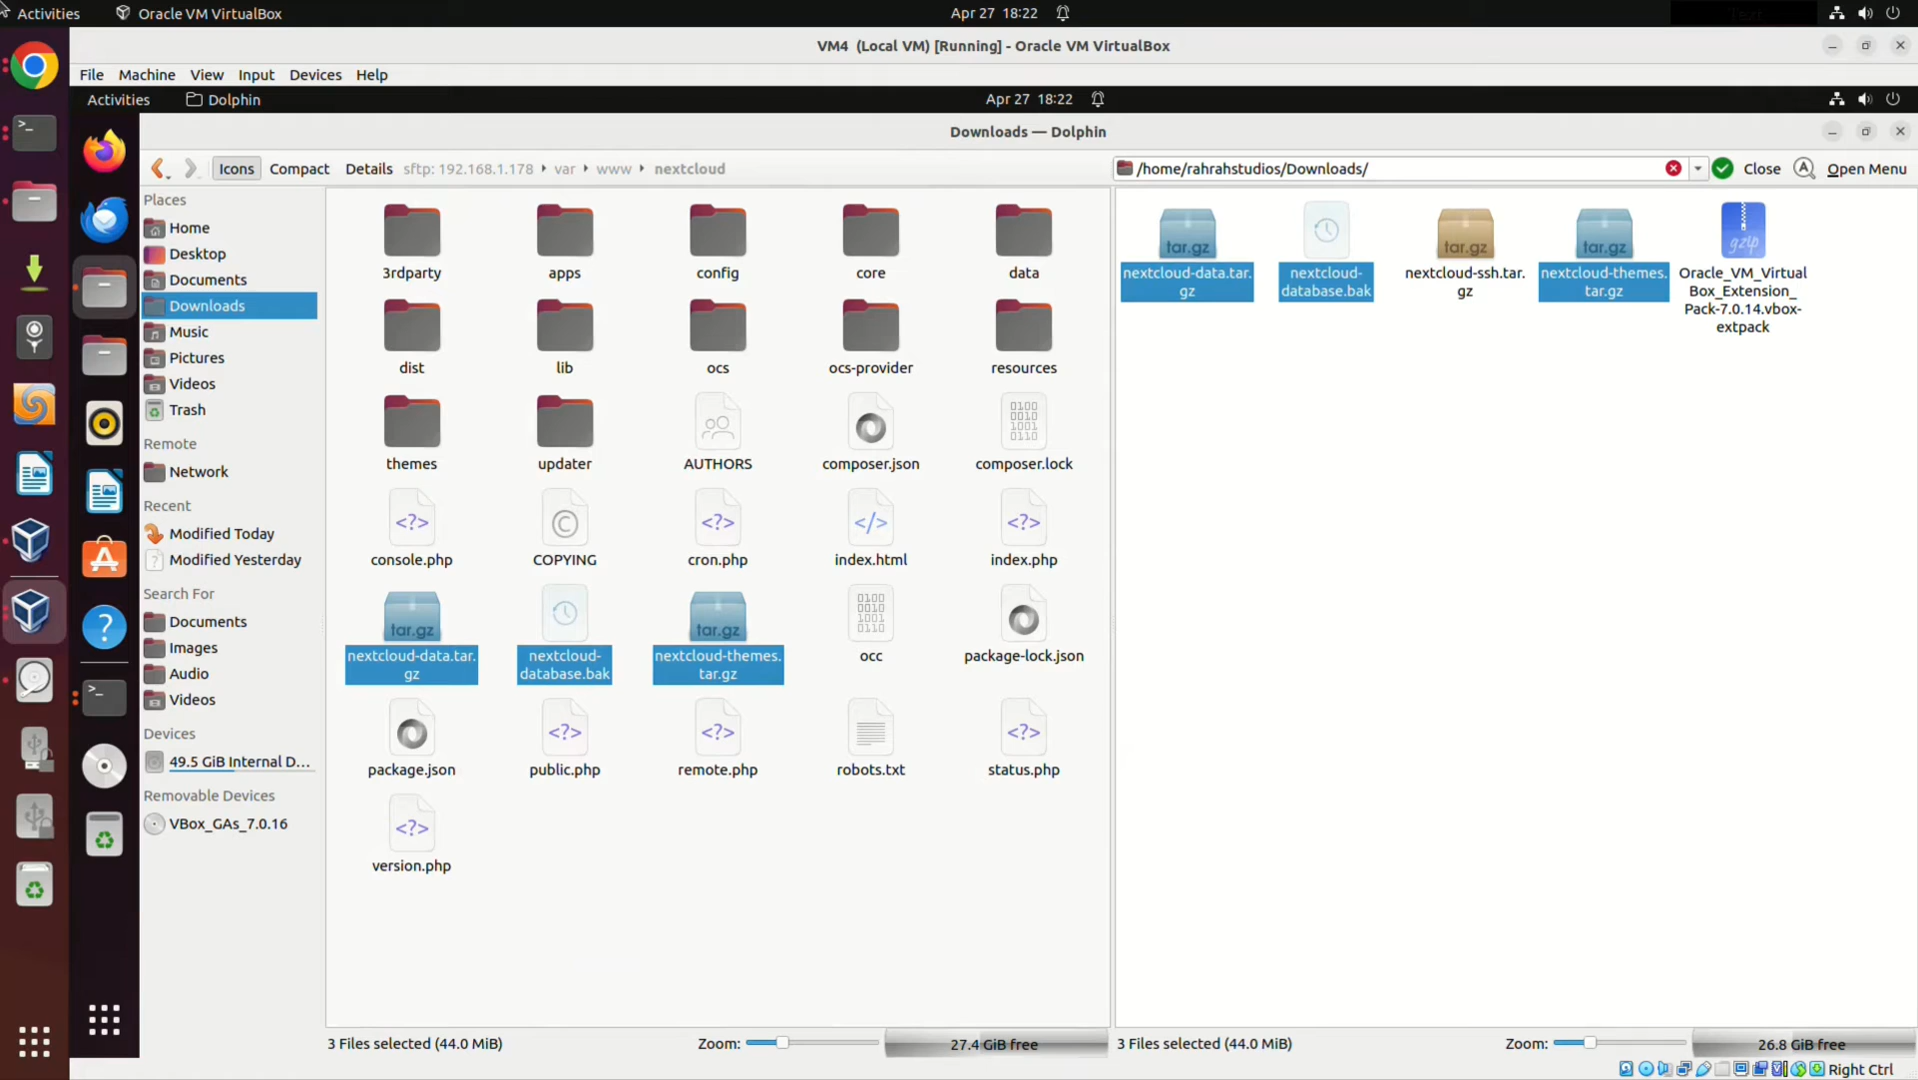 Activities
Oracle VM VirtualBox
Apr 27 18:22
VM4 (Local VM) [Running] - Oracle VM VirtualBox
File Machine View Input Devices Help
Activities
Dolphin
Apr 27 18:22
Downloads — Dolphin
Icons Compact Details sftp: 192.168.1.178 var www nextcloud
/home/rahrahstudios/Downloads/
Close
Open Menu
Places
Home
Desktop
Documents
Downloads
Music
Pictures
Videos
Trash
Remote
Network
Recent
Modified Today
Modified Yesterday
Search For
Documents
Images
Audio
Videos
Devices
49.5 GiB Internal D...
Removable Devices
VBox_GAs_7.0.16
3rdparty
apps
config
core
data
dist
lib
ocs
ocs-provider
resources
themes
updater
AUTHORS
composer.json
composer.lock
console.php
COPYING
cron.php
index.html
index.php
tar.gz
nextcloud-data.tar.
gz
nextcloud-
database.bak
tar.gz
nextcloud-themes.
tar.gz
occ
package-lock.json
package.json
public.php
remote.php
robots.txt
status.php
version.php
tar.gz
nextcloud-data.tar.
gz
nextcloud-
database.bak
tar.gz
nextcloud-ssh.tar.
gz
tar.gz
nextcloud-themes.
tar.gz
gzip
Oracle_VM_Virtual
Box_Extension_
Pack-7.0.14.vbox-
extpack
3 Files selected (44.0 MiB)
Zoom:
27.4 GiB free
3 Files selected (44.0 MiB)
Zoom:
26.8 GiB free
Right Ctrl